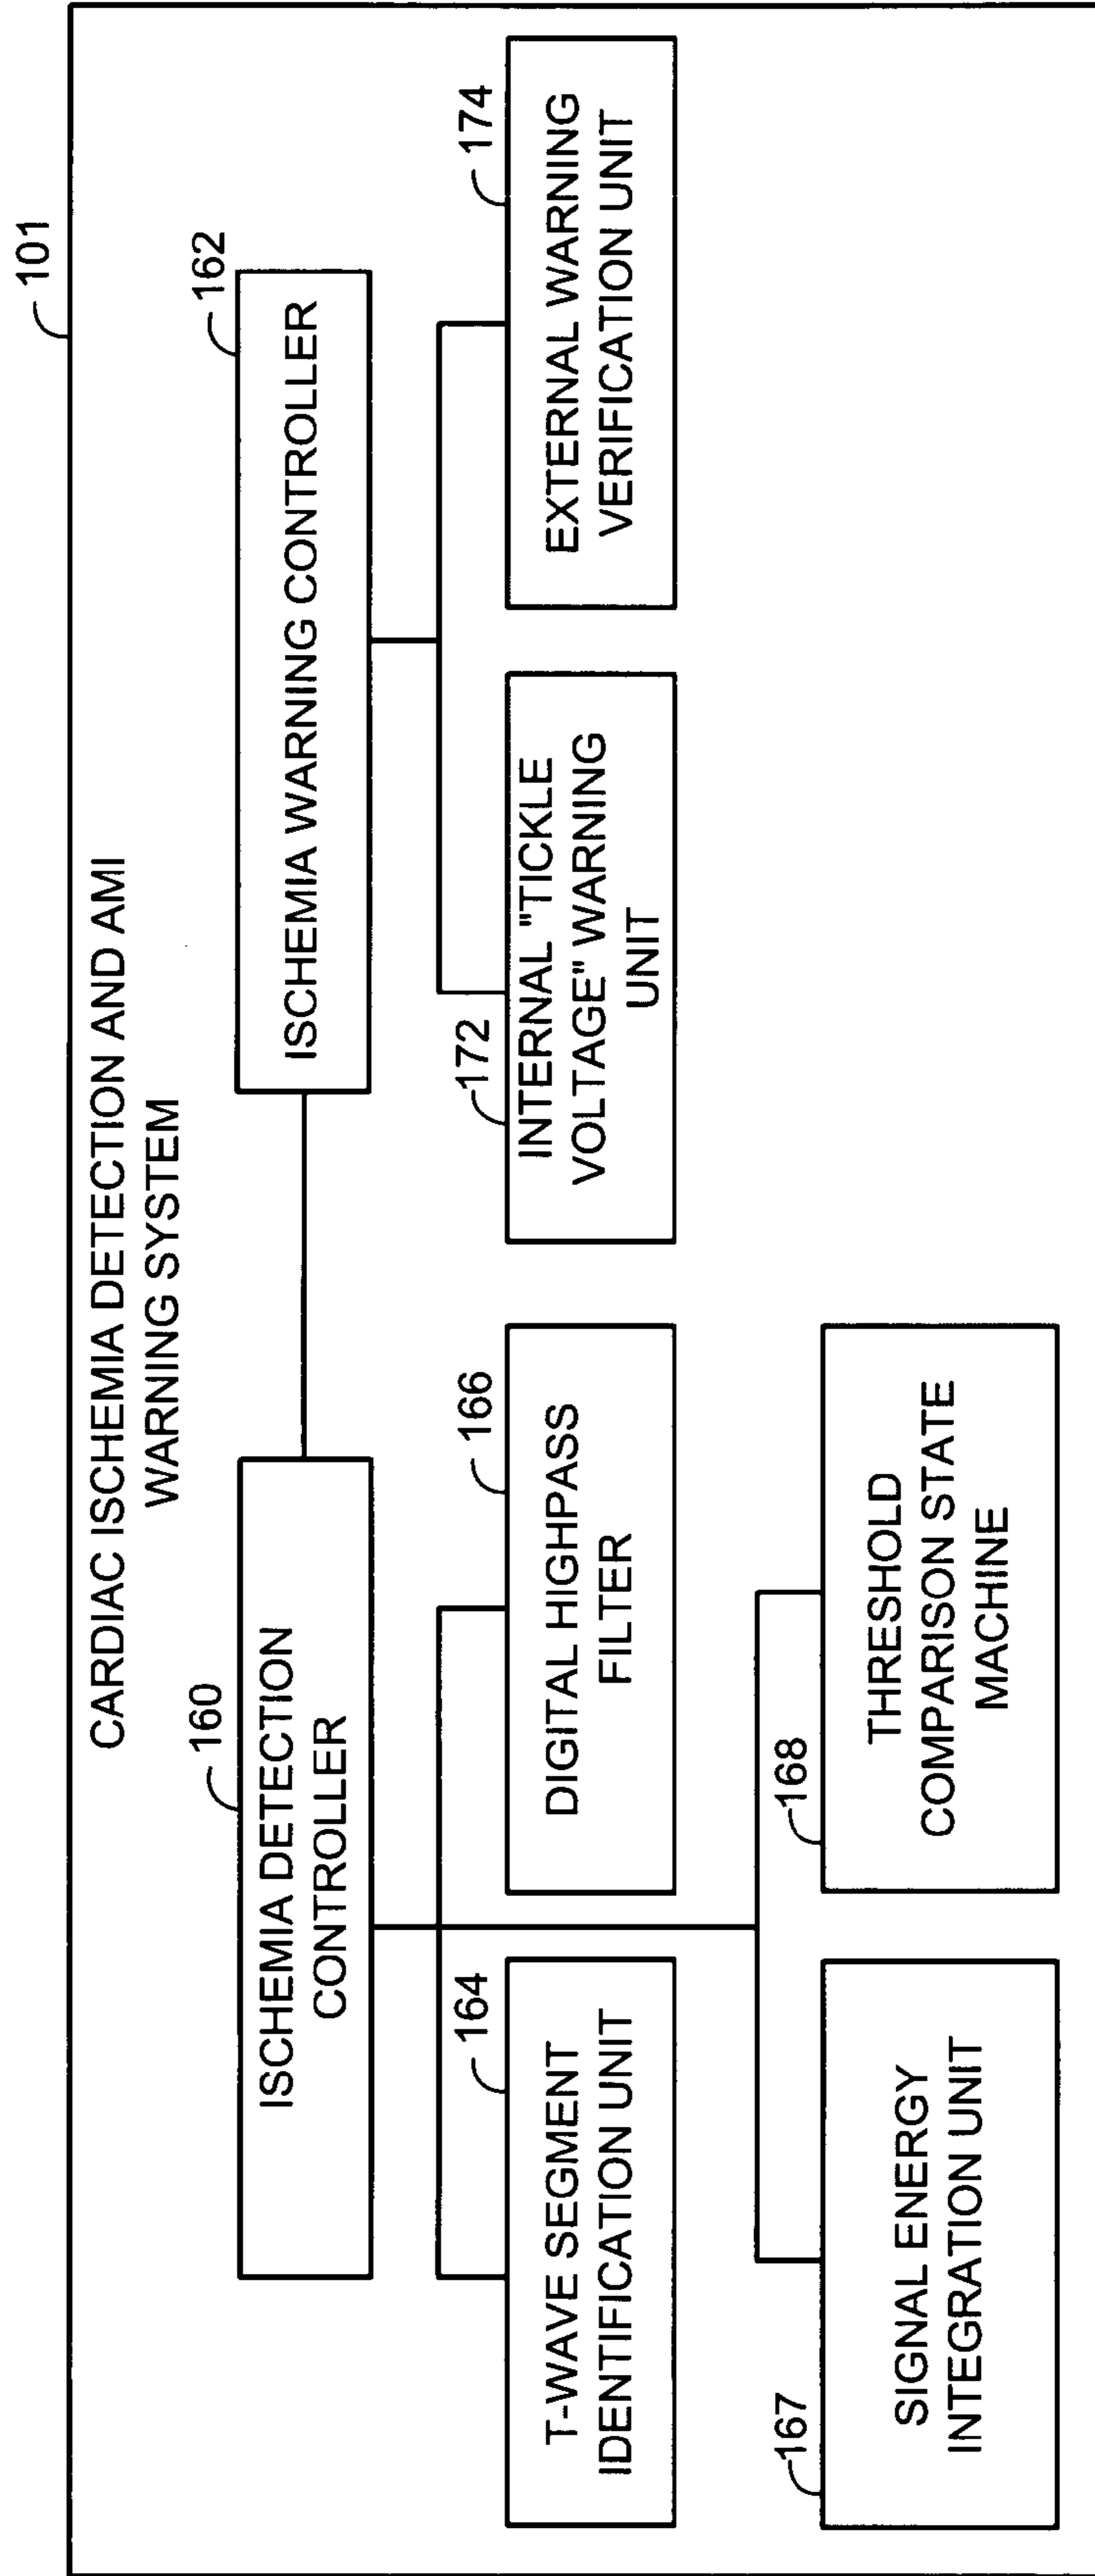 101
CARDIAC ISCHEMIA DETECTION AND AMI
WARNING SYSTEM
160
ISCHEMIA DETECTION
CONTROLLER
162
ISCHEMIA WARNING CONTROLLER
164
T-WAVE SEGMENT
IDENTIFICATION UNIT
166
DIGITAL HIGHPASS
FILTER
172
INTERNAL "TICKLE
VOLTAGE" WARNING
UNIT
174
EXTERNAL WARNING
VERIFICATION UNIT
167
SIGNAL ENERGY
INTEGRATION UNIT
168
THRESHOLD
COMPARISON STATE
MACHINE